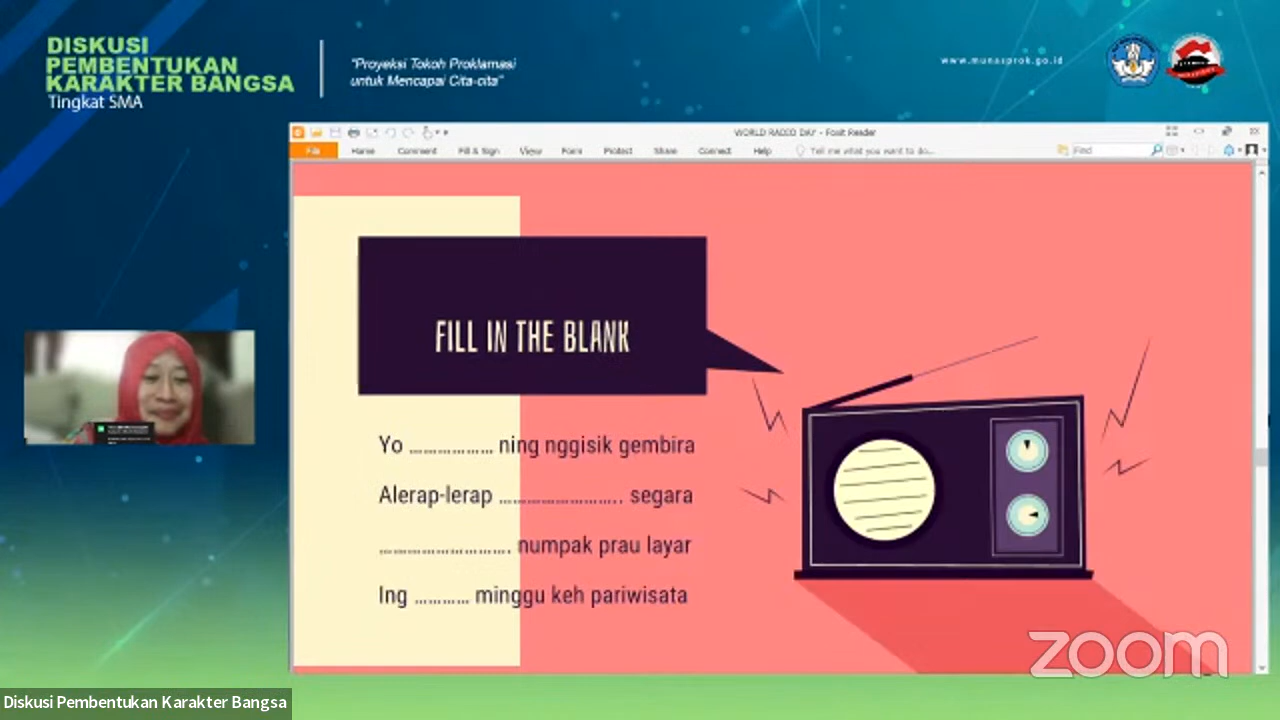 DISKUSI
PEMBENTUKAN
KARAKTER BANGSA
Tingkat SMA
"Proyeksi Tokoh Proklamasi
untuk Mencapai Cita-cita"
www.munasprok.go.id
WORLD RADIO DAY - Foxit Reader
File Home Comment Fill & Sign View Form Protect Share Connect Help Tell me what you want to do... Find
FILL IN THE BLANK
Yo ................. ning nggisik gembira
Alerap-lerap ......................... segara
........................... numpak prau layar
Ing ........... minggu keh pariwisata
zoom
Diskusi Pembentukan Karakter Bangsa